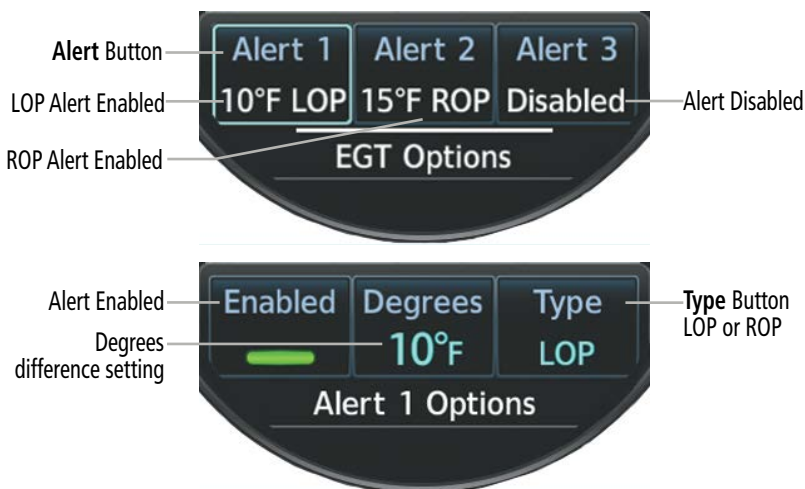 Alert Button
LOP Alert Enabled
ROP Alert Enabled
Alert 1 Alert 2 Alert 3
10°F LOP 15°F ROP Disabled
EGT Options
Alert Disabled
Alert Enabled
Degrees
difference setting
Enabled Degrees Type
10°F LOP
Alert 1 Options
Type Button
LOP or ROP